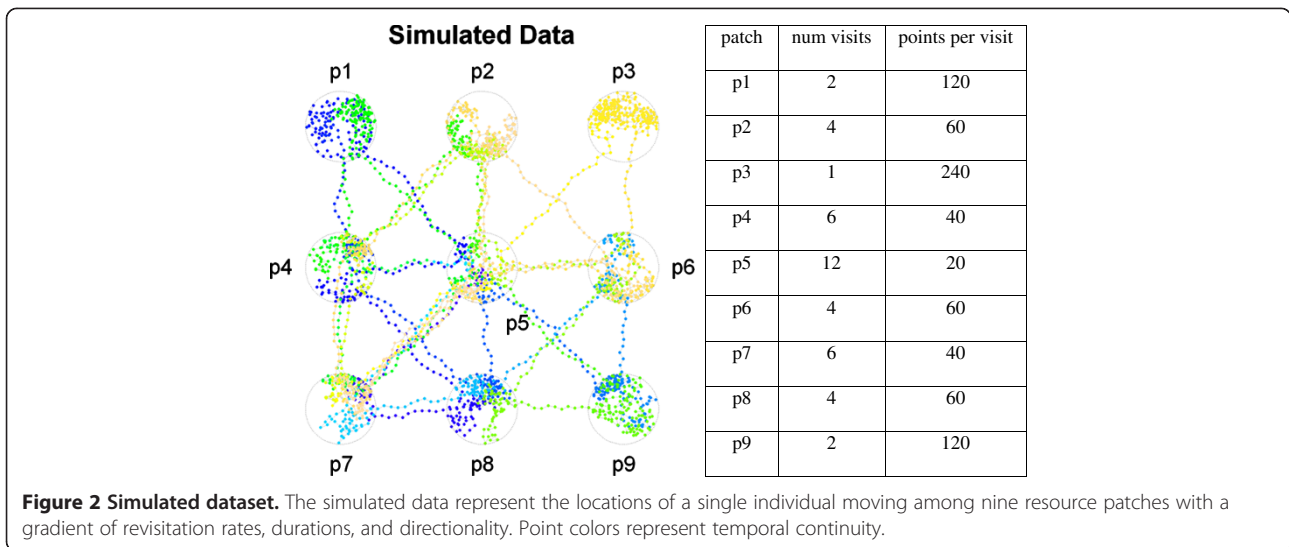 Simulated Data
p1 p2 p3
p4 p6
p5
p7 p8 p9
patch num visits points per visit
p1 2 120
p2 4 60
p3 1 240
p4 6 40
p5 12 20
p6 4 60
p7 6 40
p8 4 60
p9 2 120
Figure 2 Simulated dataset. The simulated data represent the locations of a single individual moving among nine resource patches with a
gradient of revisitation rates, durations, and directionality. Point colors represent temporal continuity.